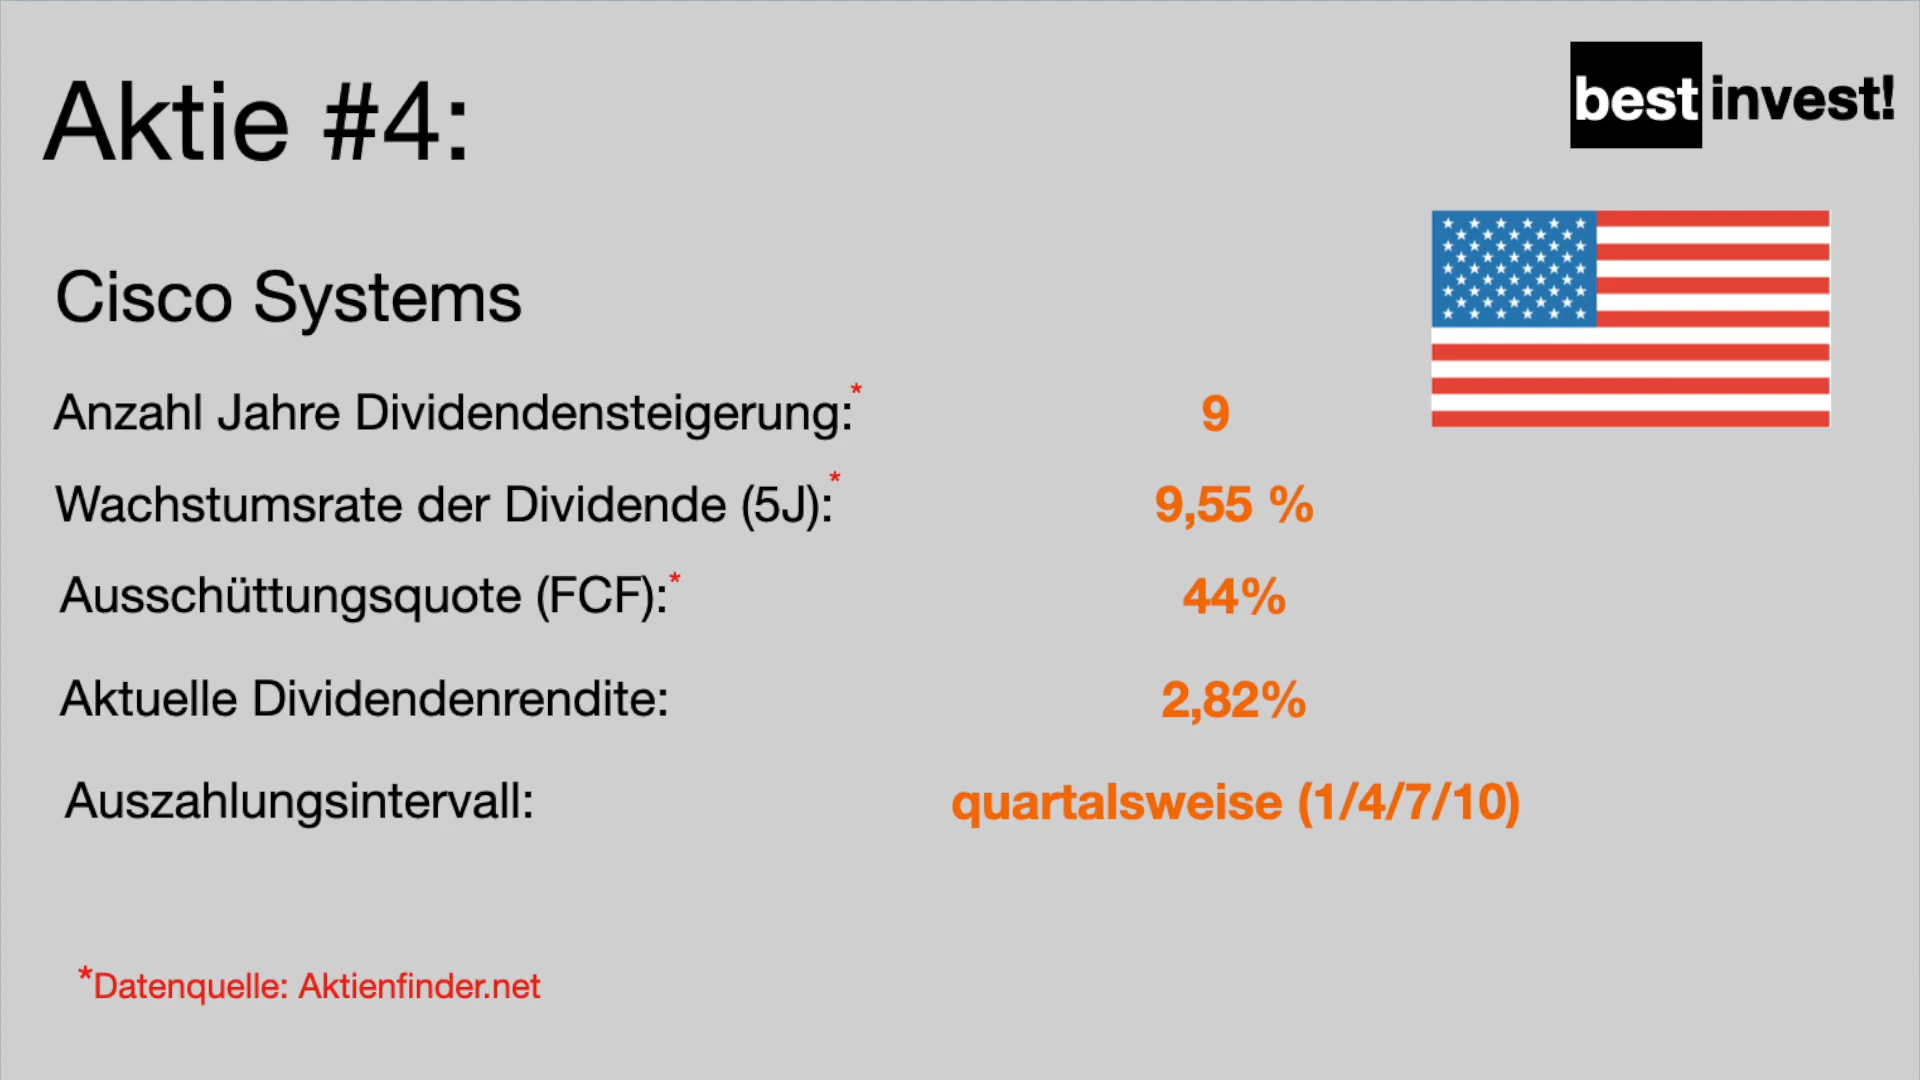 Aktie #4:
best invest!
Cisco Systems
Anzahl Jahre Dividendensteigerung:* 9
Wachstumsrate der Dividende (5J):* 9,55 %
Ausschüttungsquote (FCF):* 44%
Aktuelle Dividendenrendite: 2,82%
Auszahlungsintervall: quartalsweise (1/4/7/10)
*Datenquelle: Aktienfinder.net